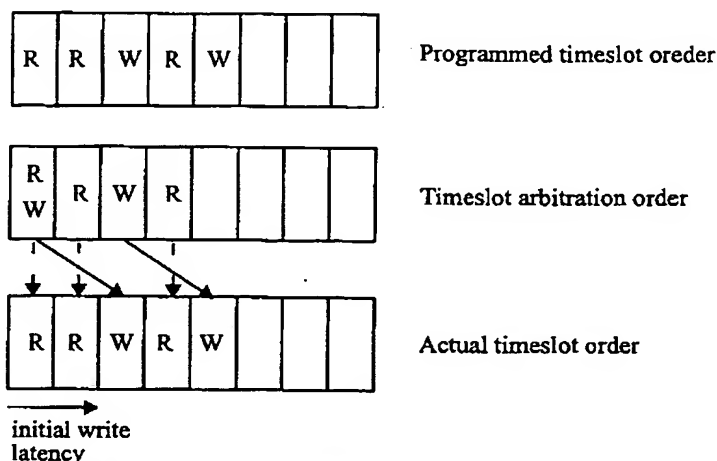 R R W R W
Programmed timeslot oreder
R
W R W R
Timeslot arbitration order
R R W R W
Actual timeslot order
initial write
latency